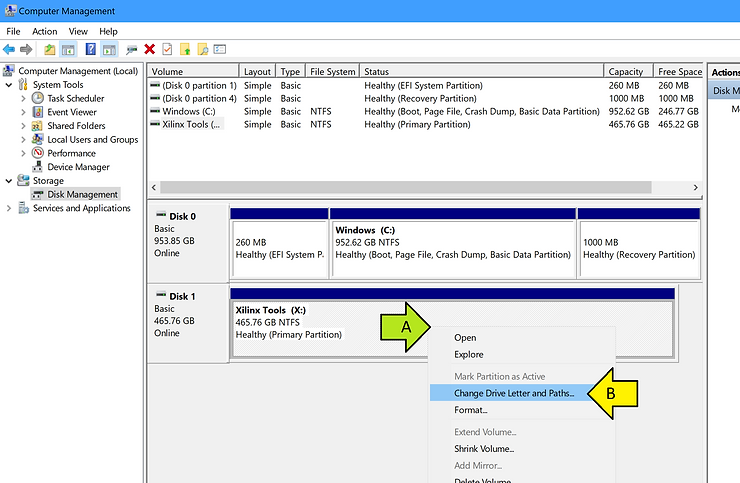 Computer Management
File Action View Help
Computer Management (Local)
System Tools
Task Scheduler
Event Viewer
Shared Folders
Local Users and Groups
Performance
Device Manager
Storage
Disk Management
Services and Applications
Volume Layout Type File System Status Capacity Free Space
(Disk 0 partition 1) Simple Basic Healthy (EFI System Partition) 260 MB 260 MB
(Disk 0 partition 4) Simple Basic Healthy (Recovery Partition) 1000 MB 1000 MB
Windows (C:) Simple Basic NTFS Healthy (Boot, Page File, Crash Dump, Basic Data Partition) 952.62 GB 246.77 GB
Xilinx Tools (... Simple Basic NTFS Healthy (Primary Partition) 465.76 GB 465.22 GB
Actions
Disk M
M
Disk 0
Basic
953.85 GB
Online
260 MB
Healthy (EFI System P.
Windows (C:)
952.62 GB NTFS
Healthy (Boot, Page File, Crash Dump, Basic Data Partition)
1000 MB
Healthy (Recovery Partition)
Disk 1
Basic
465.76 GB
Online
Xilinx Tools (X:)
465.76 GB NTFS
Healthy (Primary Partition)
A
Open
Explore
Mark Partition as Active
Change Drive Letter and Paths...
B
Format...
Extend Volume...
Shrink Volume...
Add Mirror...
Delete Volume